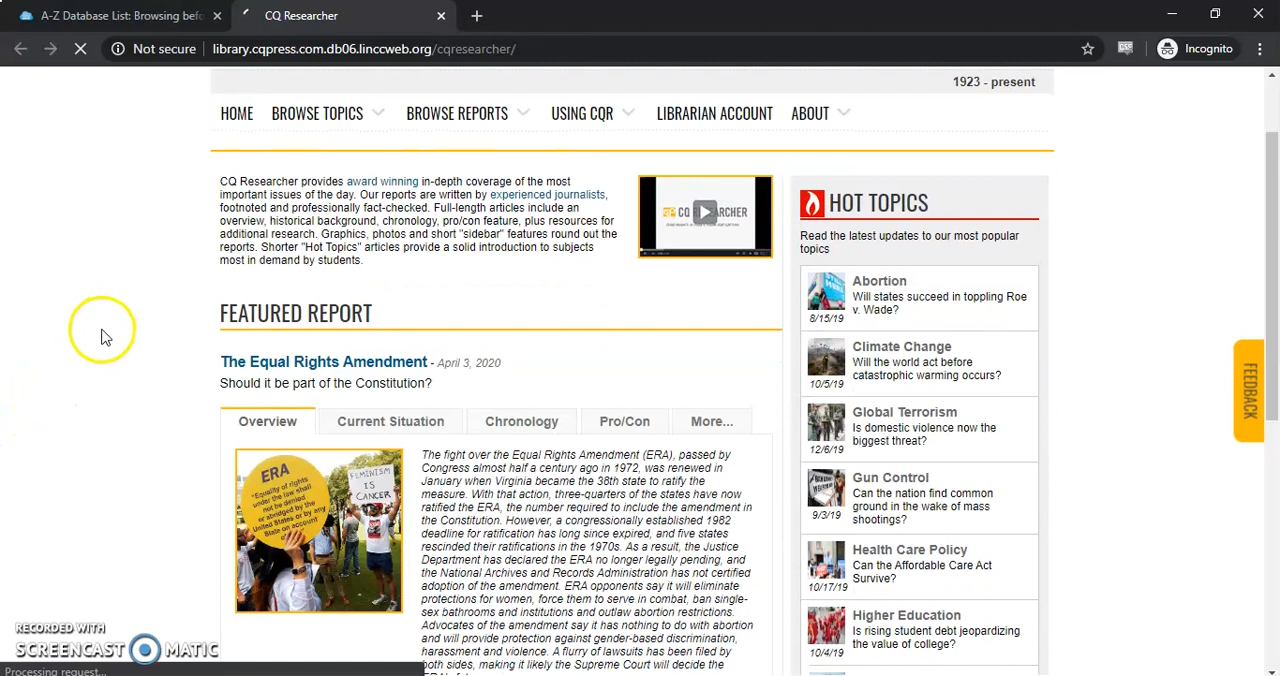 A-Z Database List: Browsing befo
CQ Researcher
Not secure
library.cqpress.com.db06.linccweb.org/cqresearcher/
Incognito
1923 - present
HOME
BROWSE TOPICS
BROWSE REPORTS
USING CQR
LIBRARIAN ACCOUNT
ABOUT
CQ Researcher provides award winning in-depth coverage of the most
important issues of the day. Our reports are written by experienced journalists,
footnoted and professionally fact-checked. Full-length articles include an
overview, historical background, chronology, pro/con feature, plus resources for
additional research. Graphics, photos and short "sidebar" features round out the
reports. Shorter "Hot Topics" articles provide a solid introduction to subjects
most in demand by students.
CQ RESEARCHER
FEATURED REPORT
The Equal Rights Amendment - April 3, 2020
Should it be part of the Constitution?
Overview
Current Situation
Chronology
Pro/Con
More...
ERA
"Equality of rights
under the law shall
not be denied
or abridged by the
United States or by any
State on account
FEMINISM
IS
CANCER
The fight over the Equal Rights Amendment (ERA), passed by
Congress almost half a century ago in 1972, was renewed in
January when Virginia became the 38th state to ratify the
measure. With that action, three-quarters of the states have now
ratified the ERA, the number required to include the amendment in
the Constitution. However, a congressionally established 1982
deadline for ratification has long since expired, and five states
rescinded their ratifications in the 1970s. As a result, the Justice
Department has declared the ERA no longer legally pending, and
the National Archives and Records Administration has not certified
adoption of the amendment. ERA opponents say it will eliminate
protections for women, force them to serve in combat, ban single-
sex bathrooms and institutions and outlaw abortion restrictions.
Advocates of the amendment say it has nothing to do with abortion
and will provide protection against gender-based discrimination,
harassment and violence. A flurry of lawsuits has been filed by
both sides, making it likely the Supreme Court will decide the
HOT TOPICS
Read the latest updates to our most popular
topics
Abortion
Will states succeed in toppling Roe
v. Wade?
8/15/19
Climate Change
Will the world act before
catastrophic warming occurs?
10/5/19
Global Terrorism
Is domestic violence now the
biggest threat?
12/6/19
Gun Control
Can the nation find common
ground in the wake of mass
shootings?
9/3/19
Health Care Policy
Can the Affordable Care Act
Survive?
10/17/19
Higher Education
Is rising student debt jeopardizing
the value of college?
10/4/19
FEEDBACK
RECORDED WITH
SCREENCAST MATIC
Processing request...